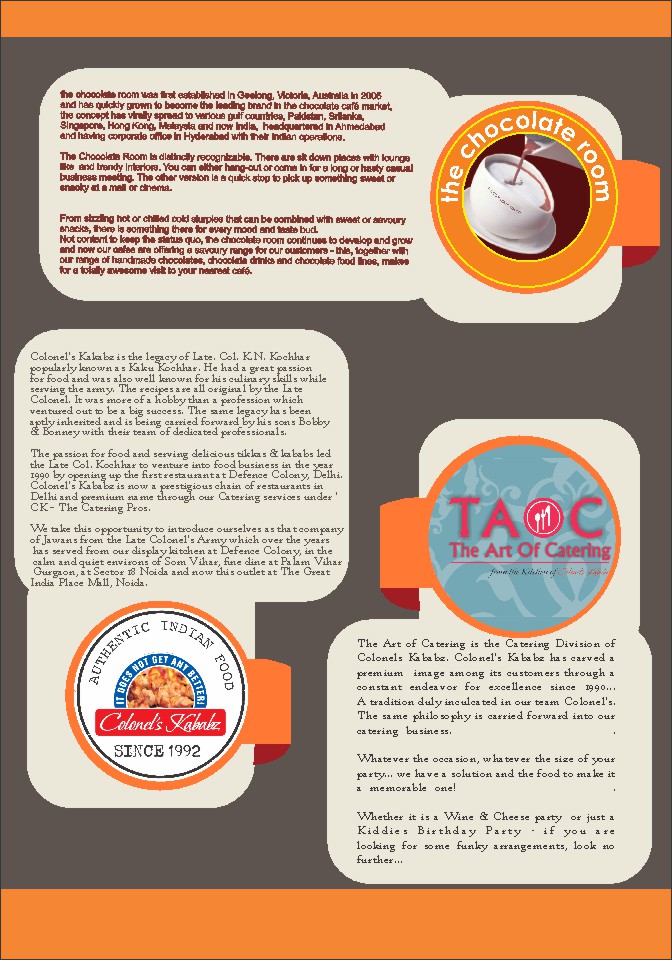 the chocolate room was first established in Geelong, Victoria, Australia in 2005
and has quickly grown to become the leading brand in the chocolate café market,
the concept has virally spread to various gulf countries, Pakistan, Srilanka,
Singapore, Hong Kong, Malaysia and now India, headquartered in Ahmedabad
and having corporate office in Hyderabad with their Indian operations.
The Chocolate Room is distinctly recognizable. There are sit down places with lounge
like and trendy interiors. You can either hang-out or come in for a long or hasty casual
business meeting. The other version is a quick stop to pick up something sweet or
snacky at a mall or cinema.
From sizzling hot or chilled cold slurpies that can be combined with sweet or savoury
snacks, there is something there for every mood and taste bud.
Not content to keep the status quo, the chocolate room continues to develop and grow
and now our cafes are offering a savoury range for our customers - this, together with
our range of handmade chocolates, chocolate drinks and chocolate food lines, makes
for a totally awesome visit to your nearest café.
the chocolate room
Colonel's Kakabz is the legacy of Late. Col. K.N. Kochhar
popularly known as Kaku Kochhar. He had a great passion
for food and was also well known for his culinary skills while
serving the army. The recipes are all original by the Late
Colonel. It was more of a hobby than a profession which
ventured out to be a big success. The same legacy has been
aptly inherited and is being carried forward by his sons Bobby
& Bonney with their team of dedicated professionals.
The passion for food and serving delicious tikkas & kababs led
the Late Col. Kochhar to venture into food business in the year
1990 by opening up the first restaurant at Defence Colony, Delhi.
Colonel's Kababz is now a prestigious chain of restaurants in
Delhi and premium name through our Catering services under '
CK - The Catering Pros.
We take this opportunity to introduce ourselves as that company
of Jawans from the Late Colonel's Army which over the years
has served from our display kitchen at Defence Colony, in the
calm and quiet environs of Som Vihar, fine dine at Palam Vihar
Gurgaon, at Sector 18 Noida and now this outlet at The Great
India Place Mall, Noida.
AUTHENTIC INDIAN FOOD
IT DOES NOT GET ANY BETTER!
Colonel's Kababz
SINCE 1992
TAOC
The Art Of Catering
from the Kitchen of Colonel's Kababz
The Art of Catering is the Catering Division of
Colonels Kababz. Colonel's Kababz has carved a
premium image among its customers through a
constant endeavor for excellence since 1990...
A tradition duly inculcated in our team Colonel's.
The same philosophy is carried forward into our
catering business. .
Whatever the occasion, whatever the size of your
party... we have a solution and the food to make it
a memorable one! .
Whether it is a Wine & Cheese party or just a
Kiddies Birthday Party - if you are
looking for some funky arrangements, look no
further...